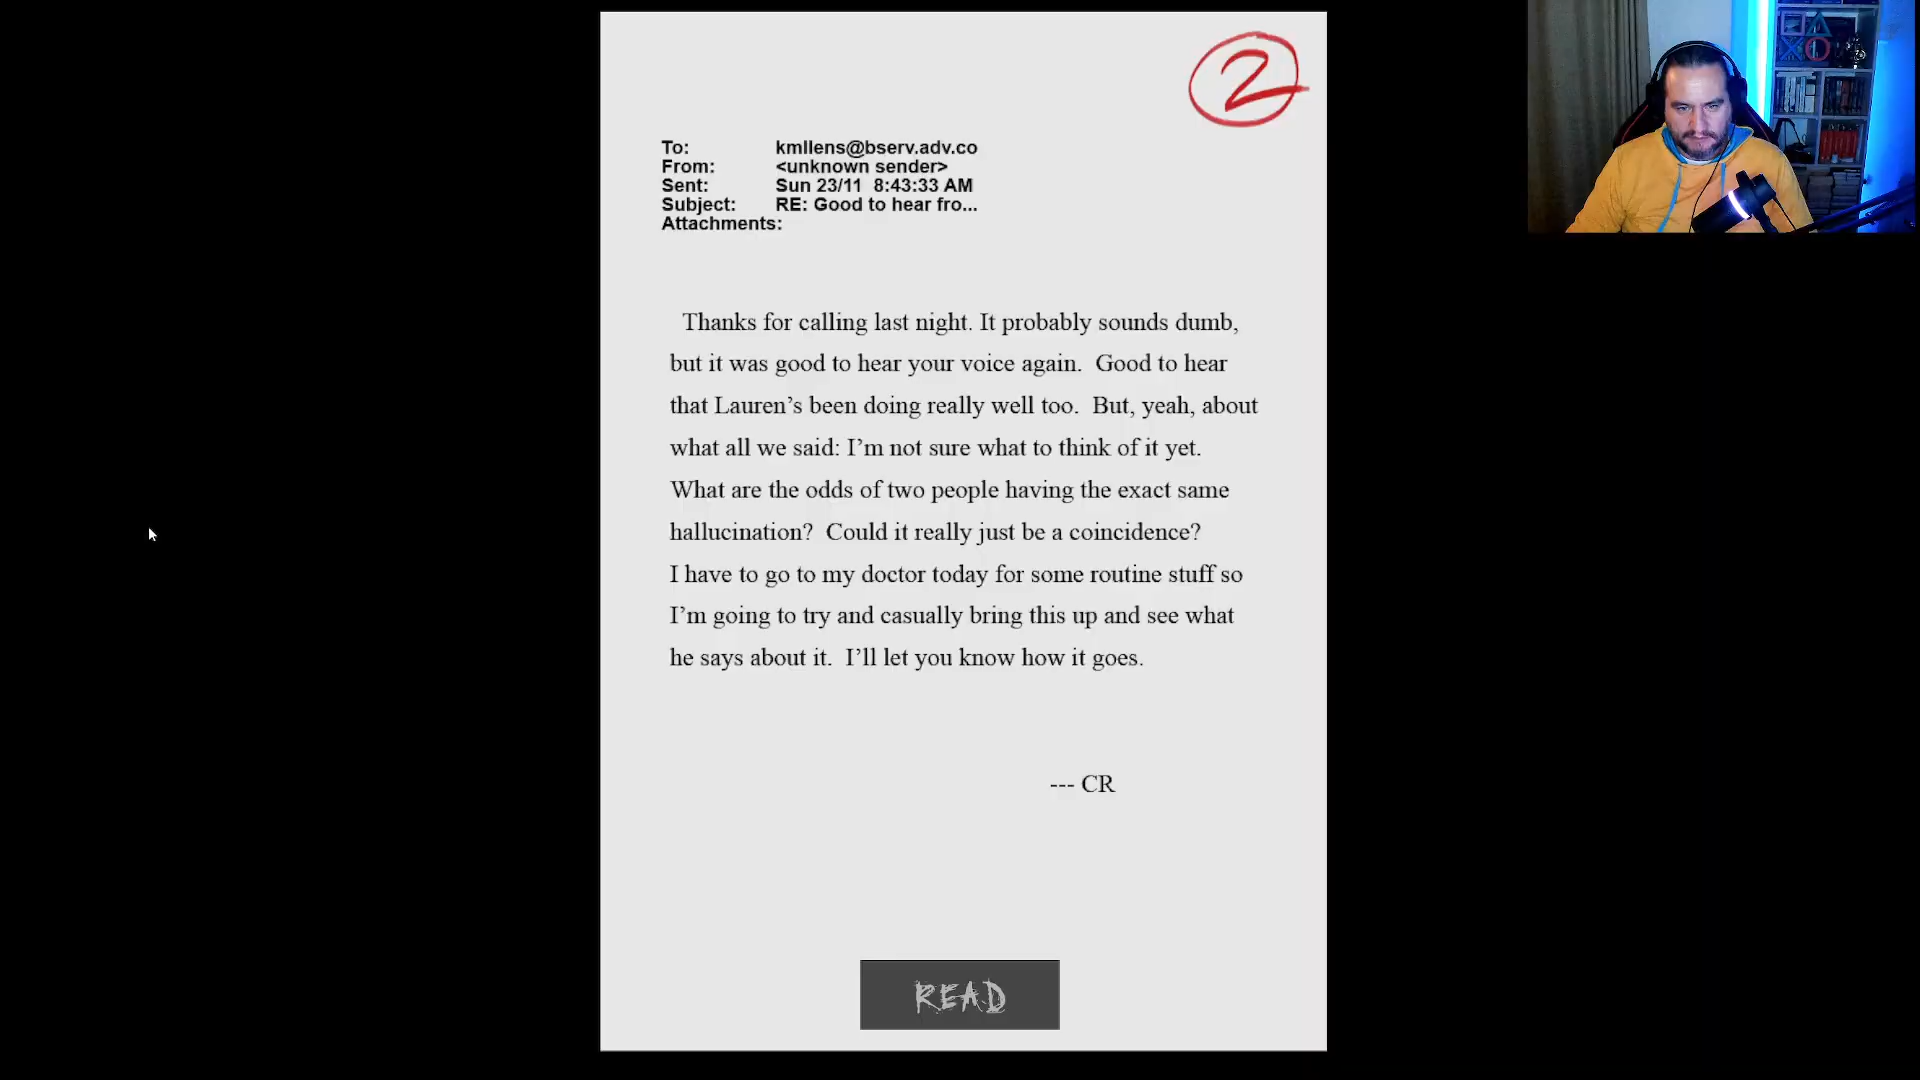 2
To: kmllens@bserv.adv.co
From: <unknown sender>
Sent: Sun 23/11 8:43:33 AM
Subject: RE: Good to hear fro...
Attachments:
Thanks for calling last night. It probably sounds dumb,
but it was good to hear your voice again.  Good to hear
that Lauren’s been doing really well too.  But, yeah, about
what all we said: I’m not sure what to think of it yet.
What are the odds of two people having the exact same
hallucination?  Could it really just be a coincidence?
I have to go to my doctor today for some routine stuff so
I’m going to try and casually bring this up and see what
he says about it.  I’ll let you know how it goes.
--- CR
READ